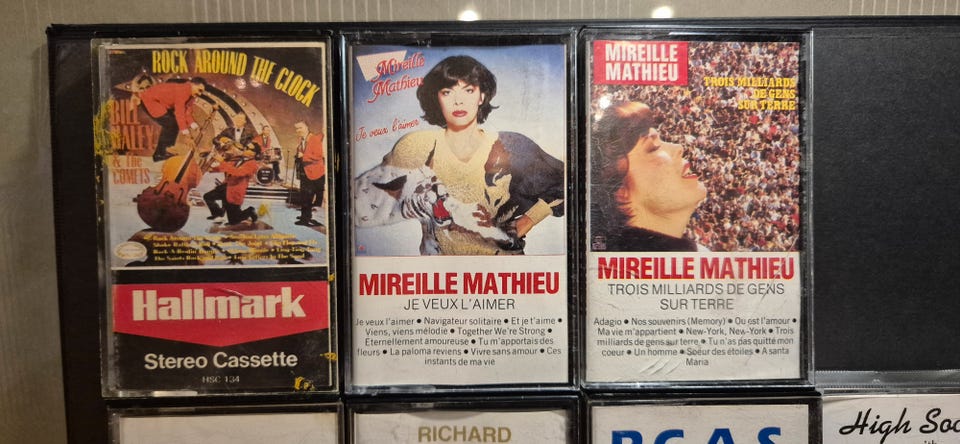 ROCK AROUND THE CLOCK
BILL
HALEY
& The
COMETS
Hallmark
Stereo Cassette
HSC 134
Mireille
Mathieu
Je veux l'aimer
MIREILLE MATHIEU
JE VEUX L'AIMER
Je veux l'aimer • Navigateur solitaire • Et je t'aime •
Viens, viens mélodie • Together We're Strong •
Eternellement amoureuse • Tu m'apportais des
fleurs • La paloma reviens • Vivre sans amour • Ces
instants de ma vie
MIREILLE
MATHIEU
TROIS MILLIARDS
DE GENS
SUR TERRE
MIREILLE MATHIEU
TROIS MILLIARDS DE GENS
SUR TERRE
Adagio • Nos souvenirs (Memory) • Ou est l'amour •
Ma vie m'appartient • New-York, New-York • Trois
milliards de gens sur terre • Tu n'as pas quitté mon
coeur • Un homme • Soeur des étoiles • A santa
Maria
RICHARD
High Soc